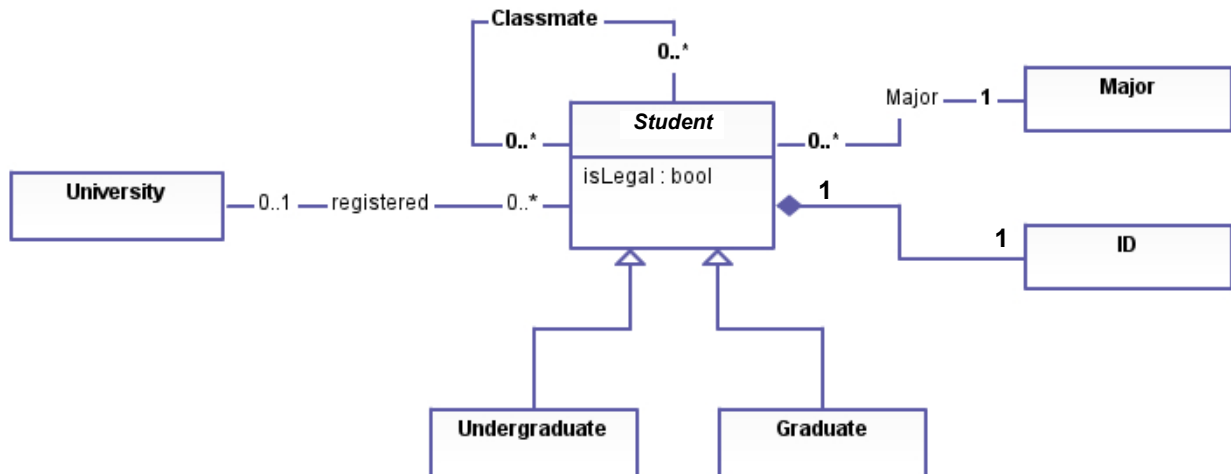 Classmate
0..*
Major
Major 1
Student
0..*
0..*
isLegal : bool
University
1
0..1 registered 0..*
1
ID
Undergraduate
Graduate